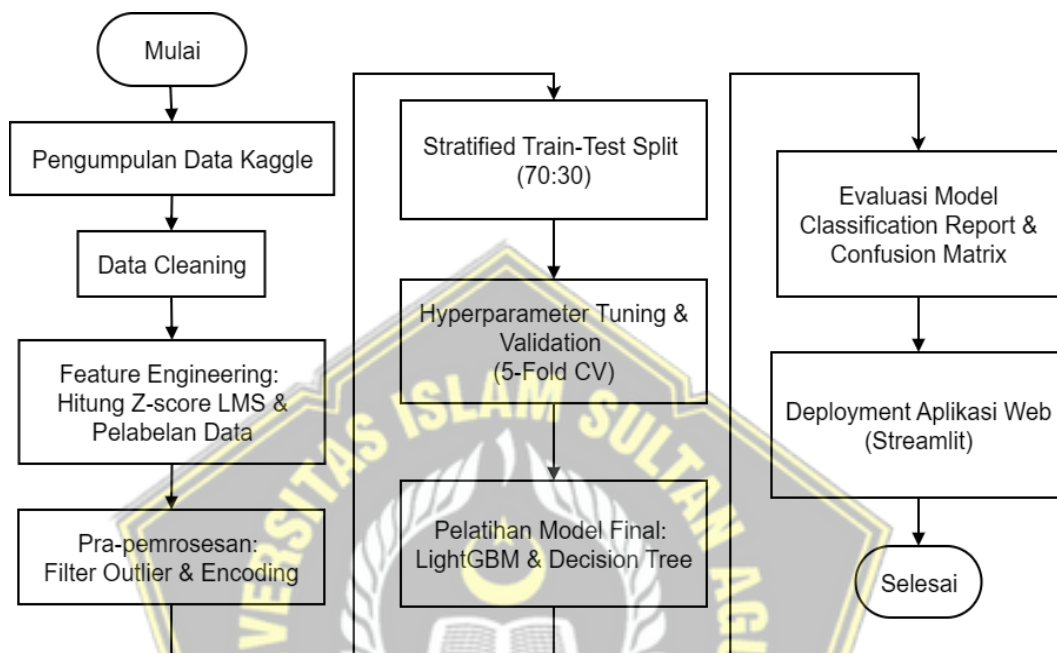 Mulai
Pengumpulan Data Kaggle
Data Cleaning
Feature Engineering:
Hitung Z-score LMS &
Pelabelan Data
Pra-pemrosesan:
Filter Outlier & Encoding
Stratified Train-Test Split
(70:30)
Hyperparameter Tuning &
Validation
(5-Fold CV)
Pelatihan Model Final:
LightGBM & Decision Tree
Evaluasi Model
Classification Report &
Confusion Matrix
Deployment Aplikasi Web
(Streamlit)
Selesai
ISLAM SULTAN